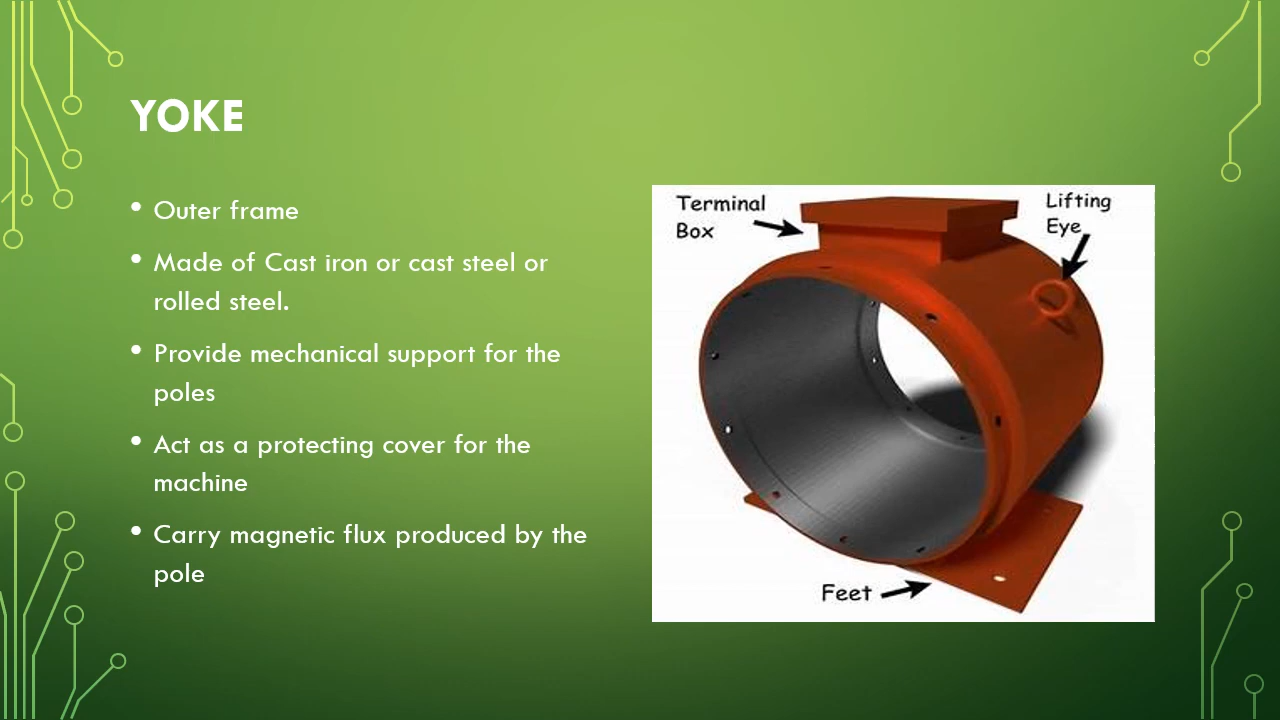 YOKE
• Outer frame
• Made of Cast iron or cast steel or
rolled steel.
• Provide mechanical support for the
poles
• Act as a protecting cover for the
machine
• Carry magnetic flux produced by the
pole
Terminal
Box
Lifting
Eye
Feet